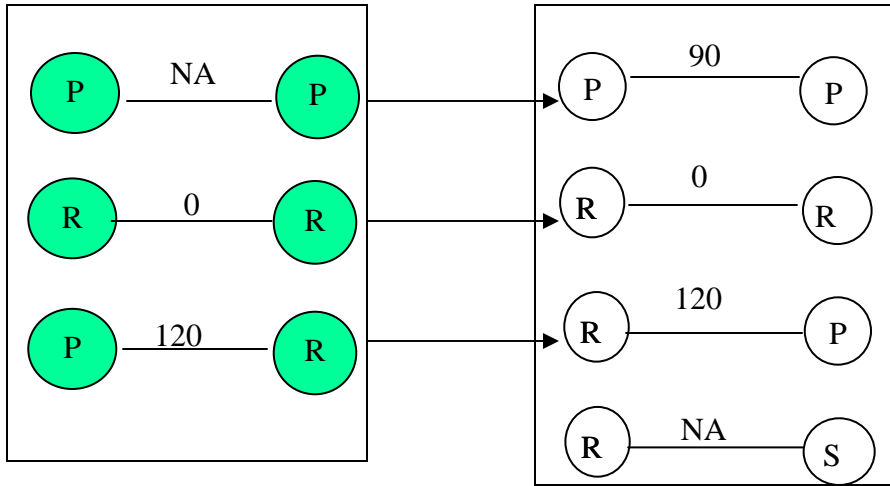 P NA P
R 0 R
P 120 R
P 90 P
R 0 R
R 120 P
R NA S